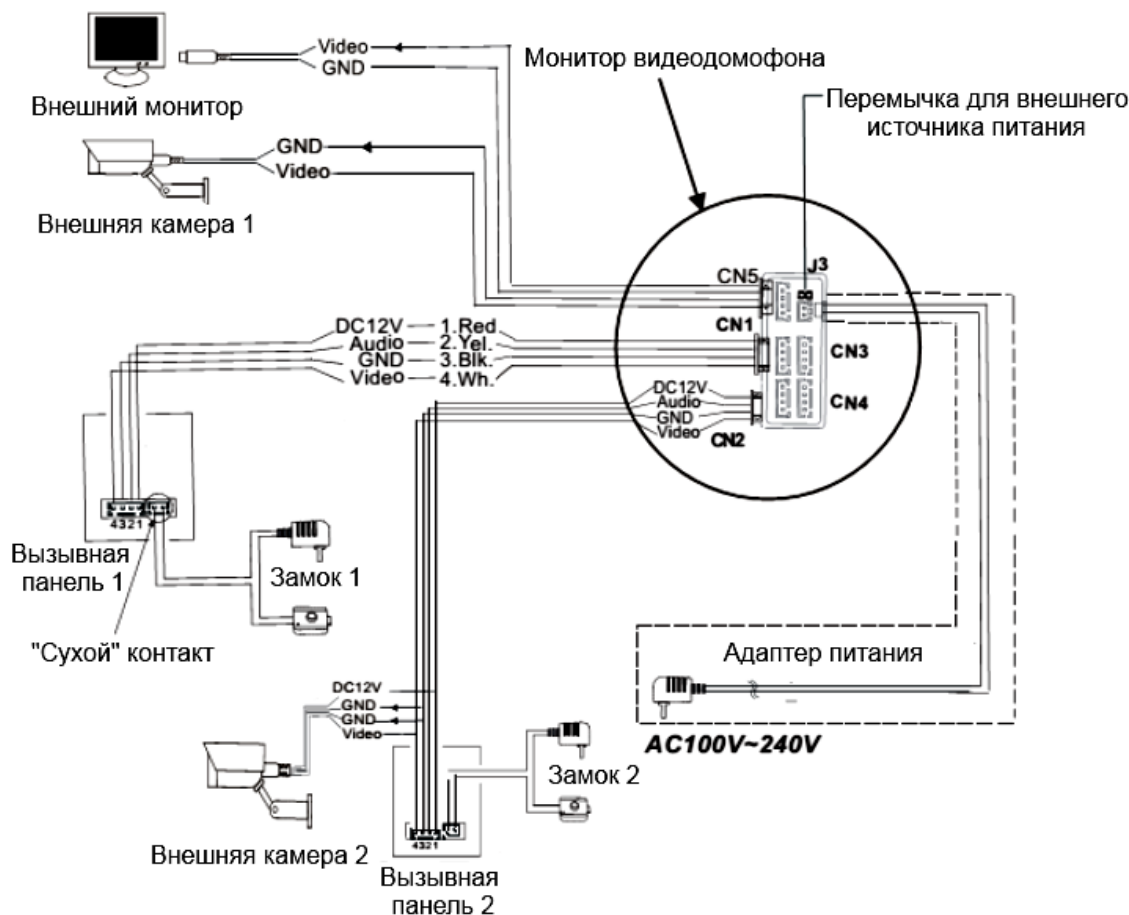 Video
GND
Внешний монитор
Монитор видеодомофона
Перемычка для внешнего
источника питания
GND
Video
Внешняя камера 1
J3
CN5
CN1
CN3
CN4
CN2
DC12V 1.Red
Audio 2.Yel.
GND 3.Blk.
Video 4.Wh.
DC12V
Audio
GND
Video
4321
Вызывная
панель 1
Замок 1
"Сухой" контакт
Адаптер питания
AC100V~240V
DC12V
GND
GND
Video
Замок 2
4321
Внешняя камера 2
Вызывная
панель 2